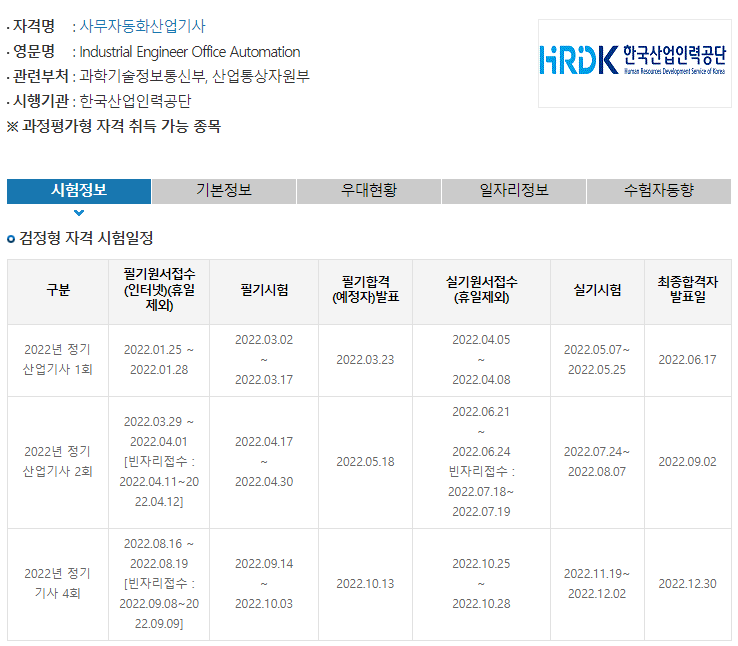 · 자격명 : 사무자동화산업기사
· 영문명 : Industrial Engineer Office Automation
· 관련부처 : 과학기술정보통신부, 산업통상자원부
· 시행기관 : 한국산업인력공단
※ 과정평가형 자격 취득 가능 종목
HRDK 한국산업인력공단
Human Resources Development Service of Korea
시험정보 기본정보 우대현황 일자리정보 수험자동향
검정형 자격 시험일정
구분
필기원서접수
(인터넷)(휴일
제외)
필기시험
필기합격
(예정자)발표
실기원서접수
(휴일제외)
실기시험
최종합격자
발표일
2022년 정기
산업기사 1회
2022.01.25 ~
2022.01.28
2022.03.02
~
2022.03.17
2022.03.23
2022.04.05
~
2022.04.08
2022.05.07~
2022.05.25
2022.06.17
2022년 정기
산업기사 2회
2022.03.29 ~
2022.04.01
[빈자리접수 :
2022.04.11~20
22.04.12]
2022.04.17
~
2022.04.30
2022.05.18
2022.06.21
~
2022.06.24
빈자리접수 :
2022.07.18~
2022.07.19
2022.07.24~
2022.08.07
2022.09.02
2022년 정기
기사 4회
2022.08.16 ~
2022.08.19
[빈자리접수 :
2022.09.08~20
22.09.09]
2022.09.14
~
2022.10.03
2022.10.13
2022.10.25
~
2022.10.28
2022.11.19~
2022.12.02
2022.12.30